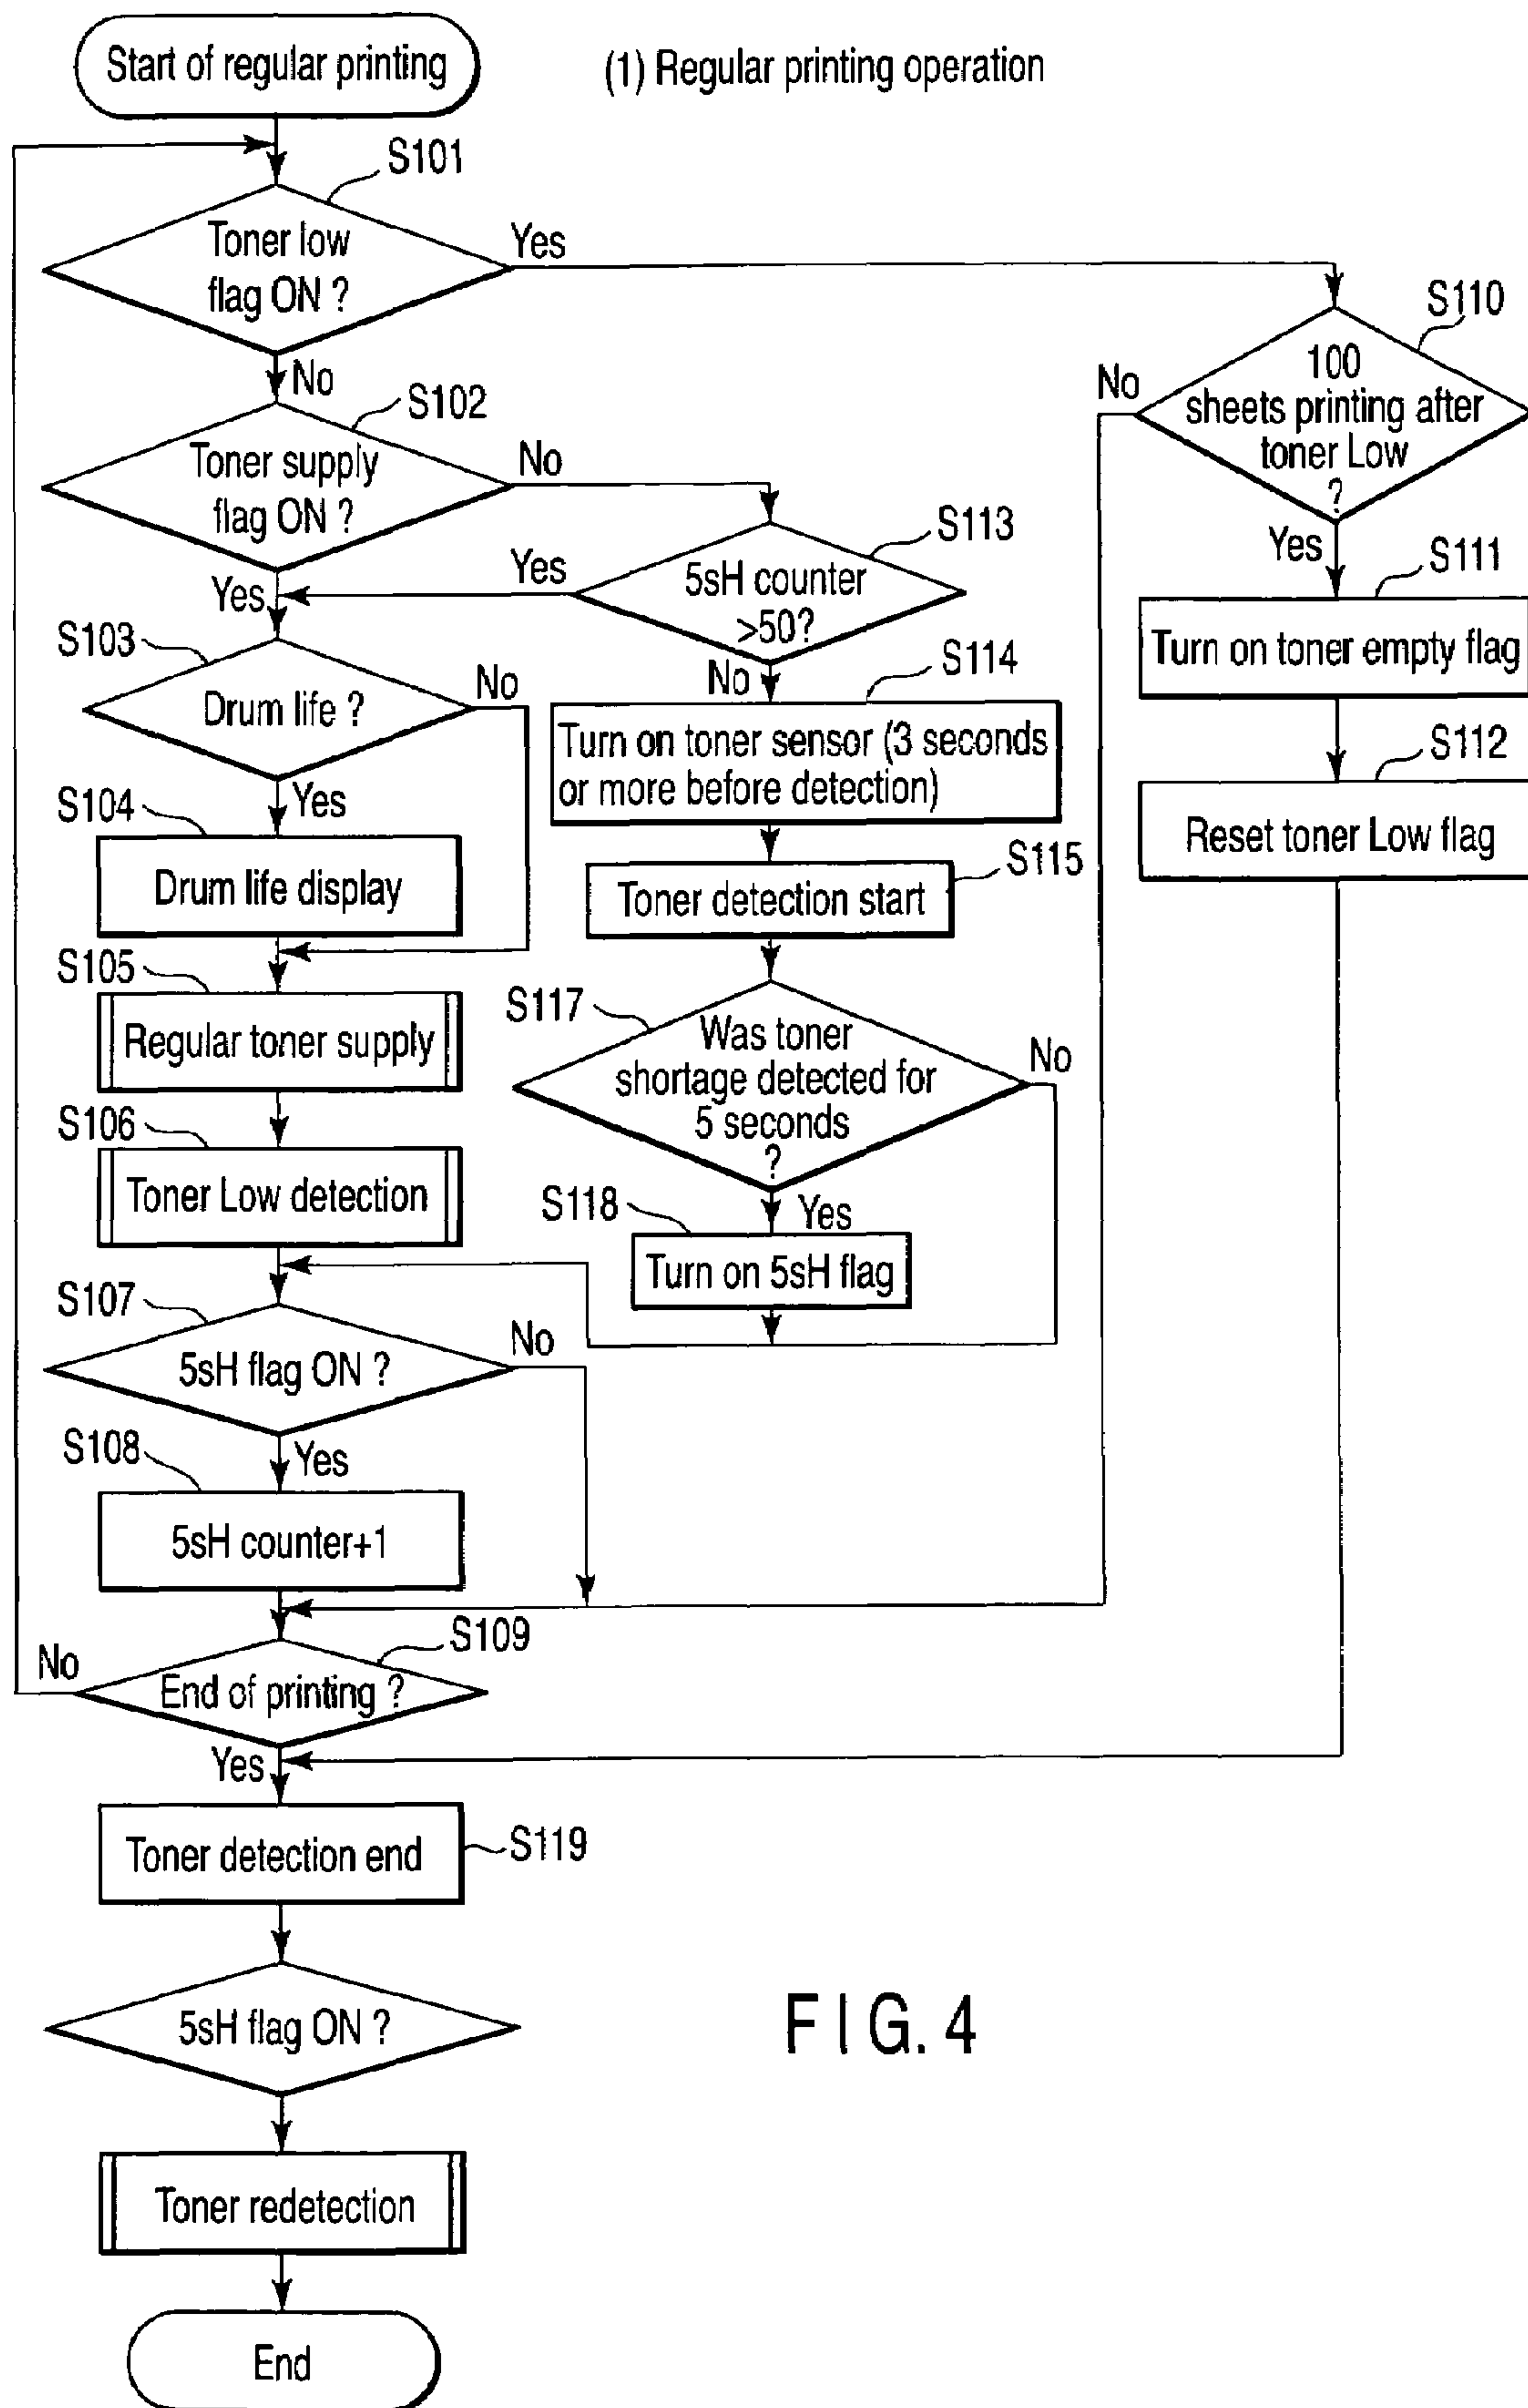 Start of regular printing
(1) Regular printing operation
S101
Toner low
flag ON ?
Yes
No
S110
100
sheets printing after
toner Low
?
No
Yes
S102
Toner supply
flag ON ?
No
Yes
S113
5sH counter
>50?
Yes
No
S111
Turn on toner empty flag
S103
Drum life ?
No
Yes
S114
Turn on toner sensor (3 seconds
or more before detection)
S112
Reset toner Low flag
S104
Drum life display
S115
Toner detection start
S105
Regular toner supply
S117
Was toner
shortage detected for
5 seconds
?
No
Yes
S106
Toner Low detection
S118
Turn on 5sH flag
S107
5sH flag ON ?
No
Yes
S108
5sH counter+1
S109
End of printing ?
No
Yes
Toner detection end
S119
5sH flag ON ?
FIG. 4
Toner redetection
End